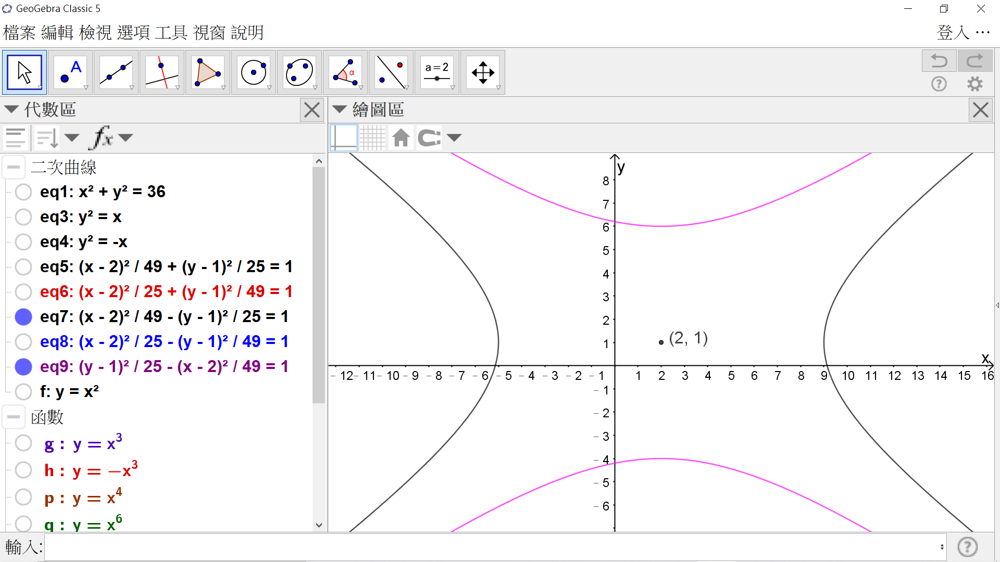 GeoGebra Classic 5
檔案 編輯 檢視 選項 工具 視窗 說明
登入 ...
A
α
a = 2
代數區
繪圖區
fx
二次曲線
eq1: x² + y² = 36
eq3: y² = x
eq4: y² = -x
eq5: (x - 2)² / 49 + (y - 1)² / 25 = 1
eq6: (x - 2)² / 25 + (y - 1)² / 49 = 1
eq7: (x - 2)² / 49 - (y - 1)² / 25 = 1
eq8: (x - 2)² / 25 - (y - 1)² / 49 = 1
eq9: (y - 1)² / 25 - (x - 2)² / 49 = 1
f: y = x²
函數
g : y = x³
h : y = −x³
p : y = x⁴
q : y = x⁶
y
8
7
6
5
4
3
2
1
(2, 1)
x
−12 −11 −10 −9 −8 −7 −6 −5 −4 −3 −2 −1 1 2 3 4 5 6 7 8 9 10 11 12 13 14 15 16
−1
−2
−3
−4
−5
−6
輸入:
?
?